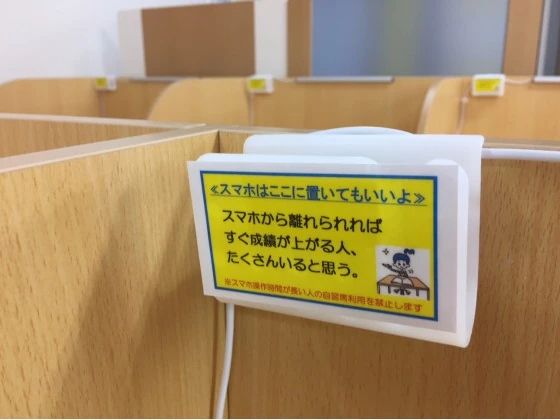 ≪スマホはここに置いてもいいよ≫
スマホから離れられれば
すぐ成績が上がる人、
たくさんいると思う。
※スマホ操作時間が長い人の自習席利用を禁止します